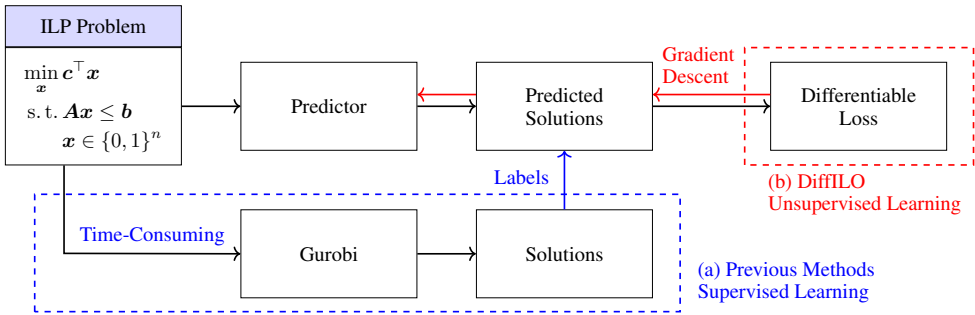 ILP Problem
min c⊤x
x
s.t. Ax ≤ b
x ∈ {0, 1}ⁿ
Predictor
Predicted
Solutions
Gradient
Descent
Differentiable
Loss
(b) DiffILO
Unsupervised Learning
Labels
Time-Consuming
Gurobi
Solutions
(a) Previous Methods
Supervised Learning